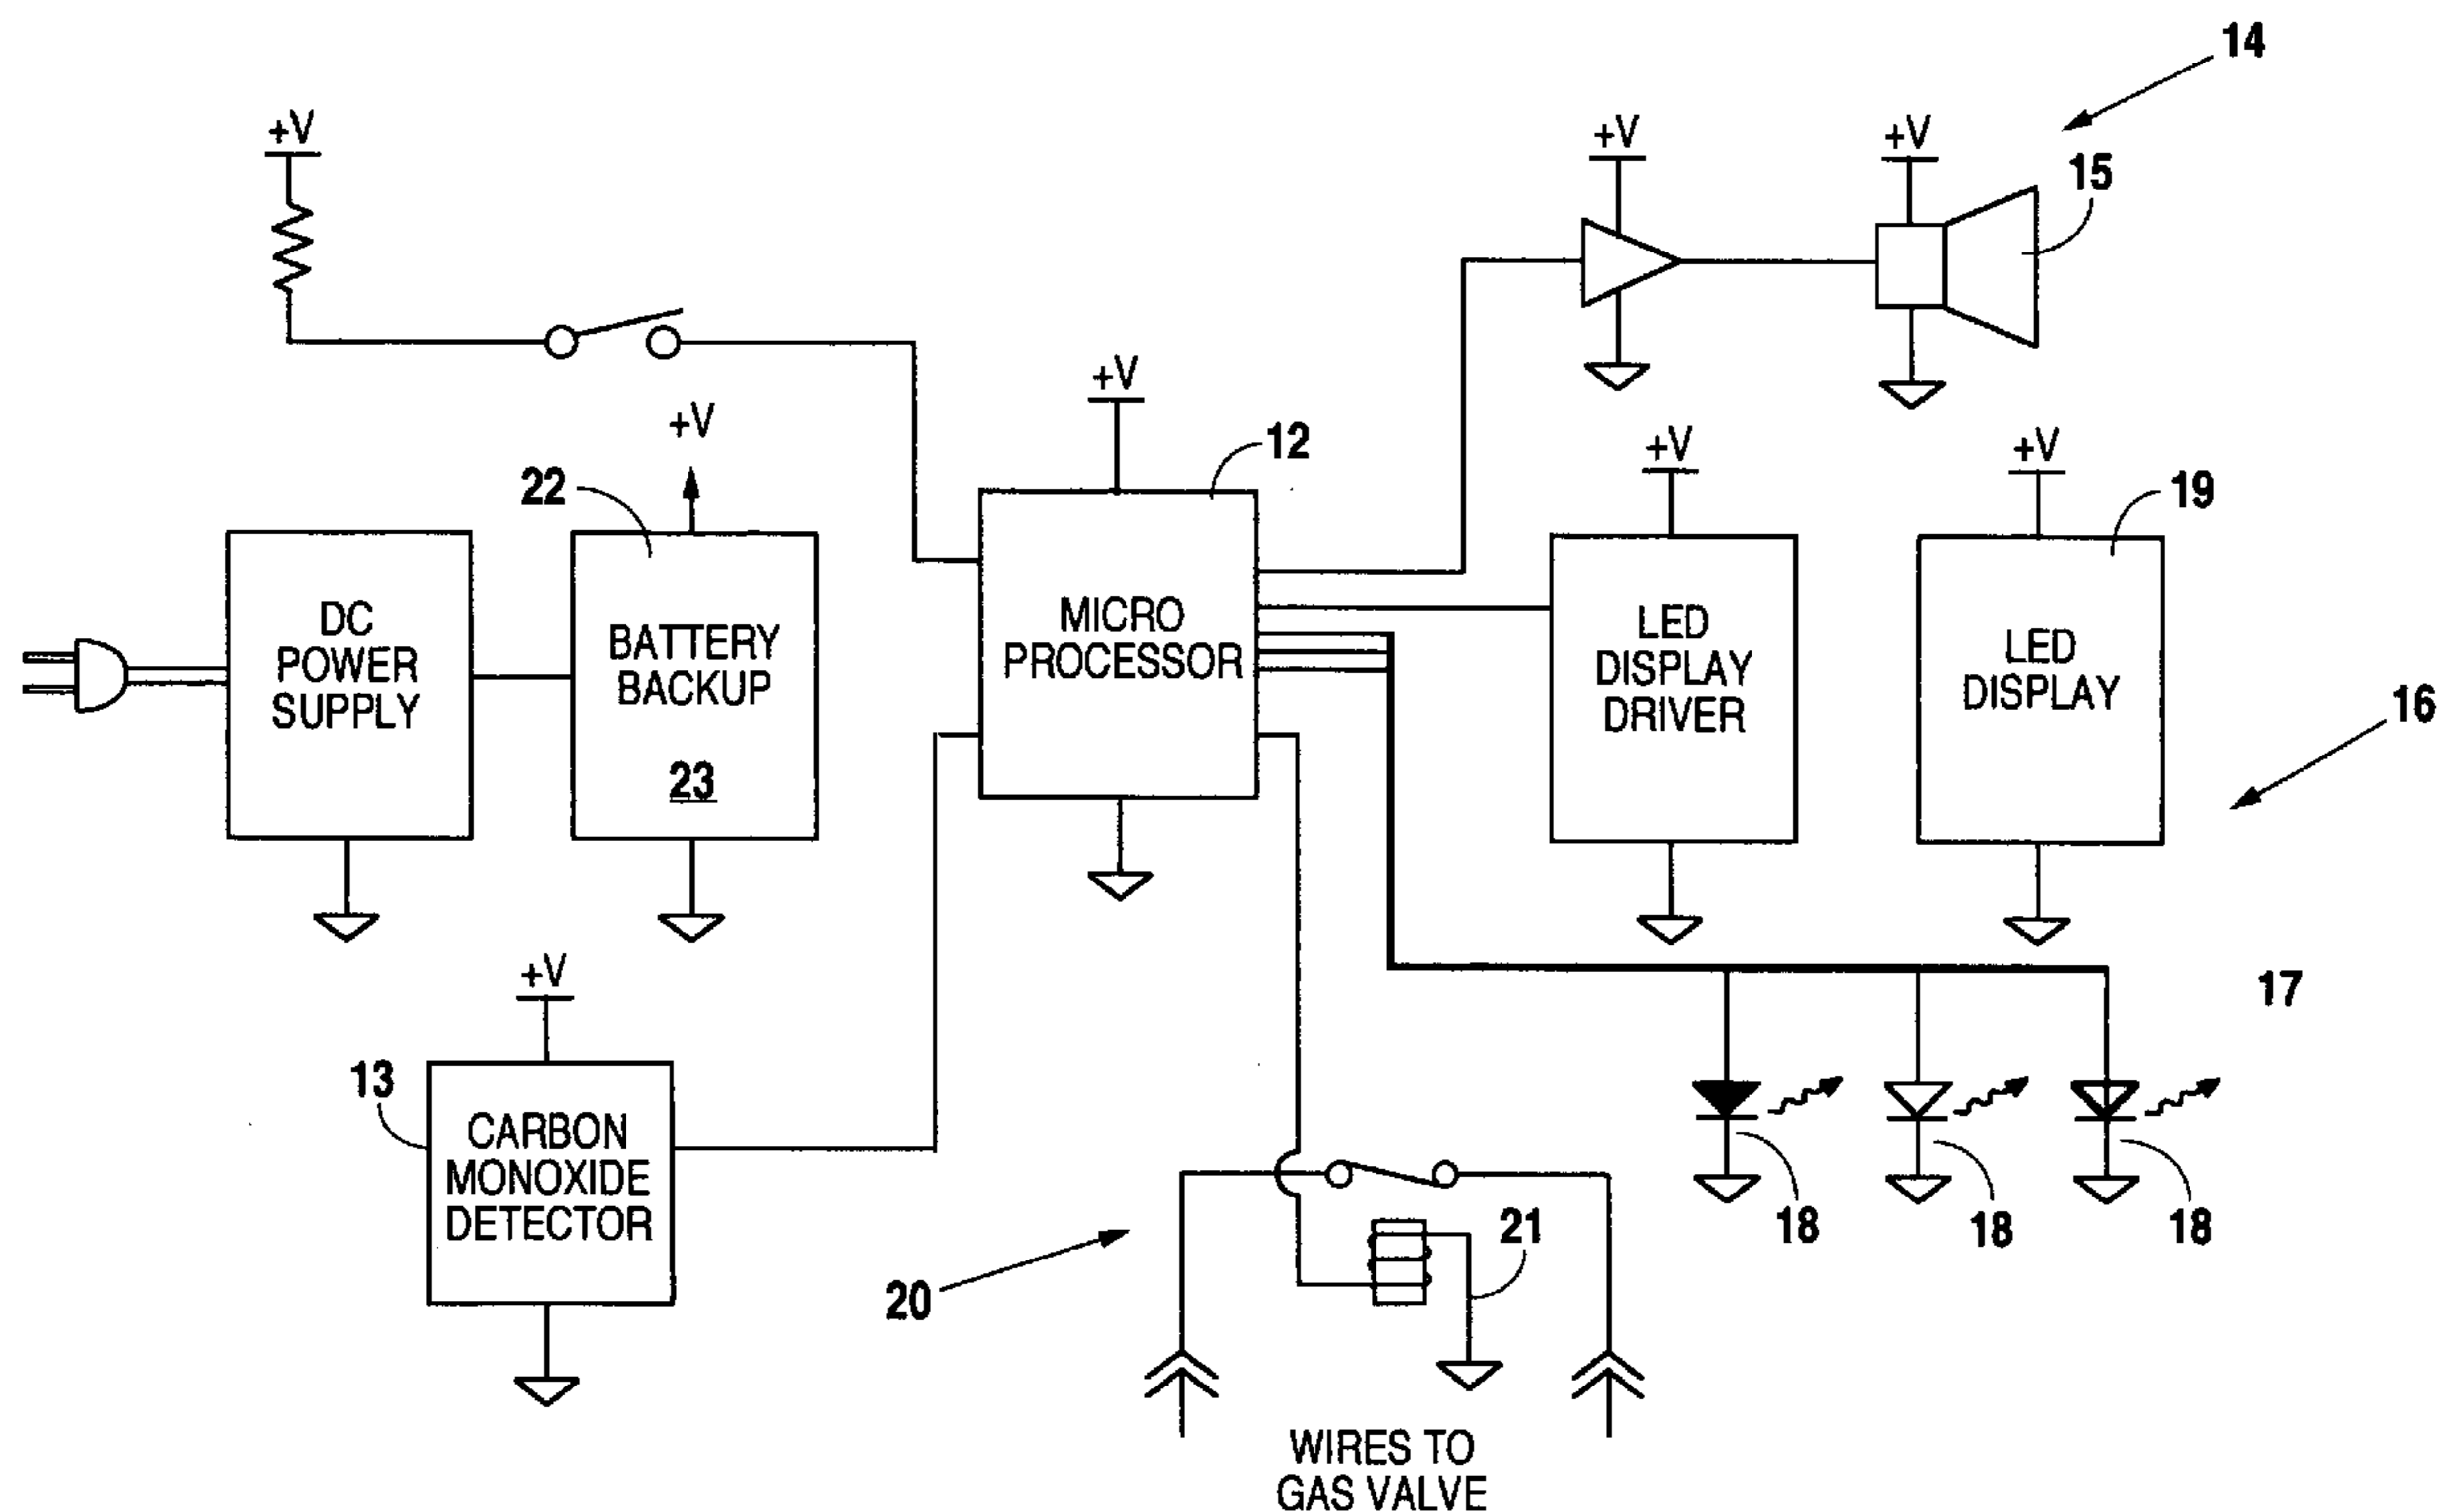 14
+V
+V
+V
15
+V
+V
12
+V
+V
22
19
DC
POWER
SUPPLY
BATTERY
BACKUP
23
MICRO
PROCESSOR
LED
DISPLAY
DRIVER
LED
DISPLAY
16
+V
17
13
CARBON
MONOXIDE
DETECTOR
20
21
18
18
18
WIRES TO
GAS VALVE